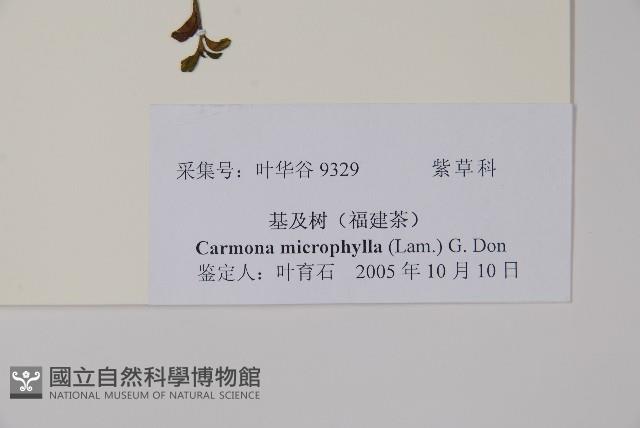 采集号：叶华谷 9329 紫草科
基及树（福建茶）
Carmona microphylla (Lam.) G. Don
鉴定人：叶育石 2005 年 10 月 10 日
國立自然科學博物館
NATIONAL MUSEUM OF NATURAL SCIENCE